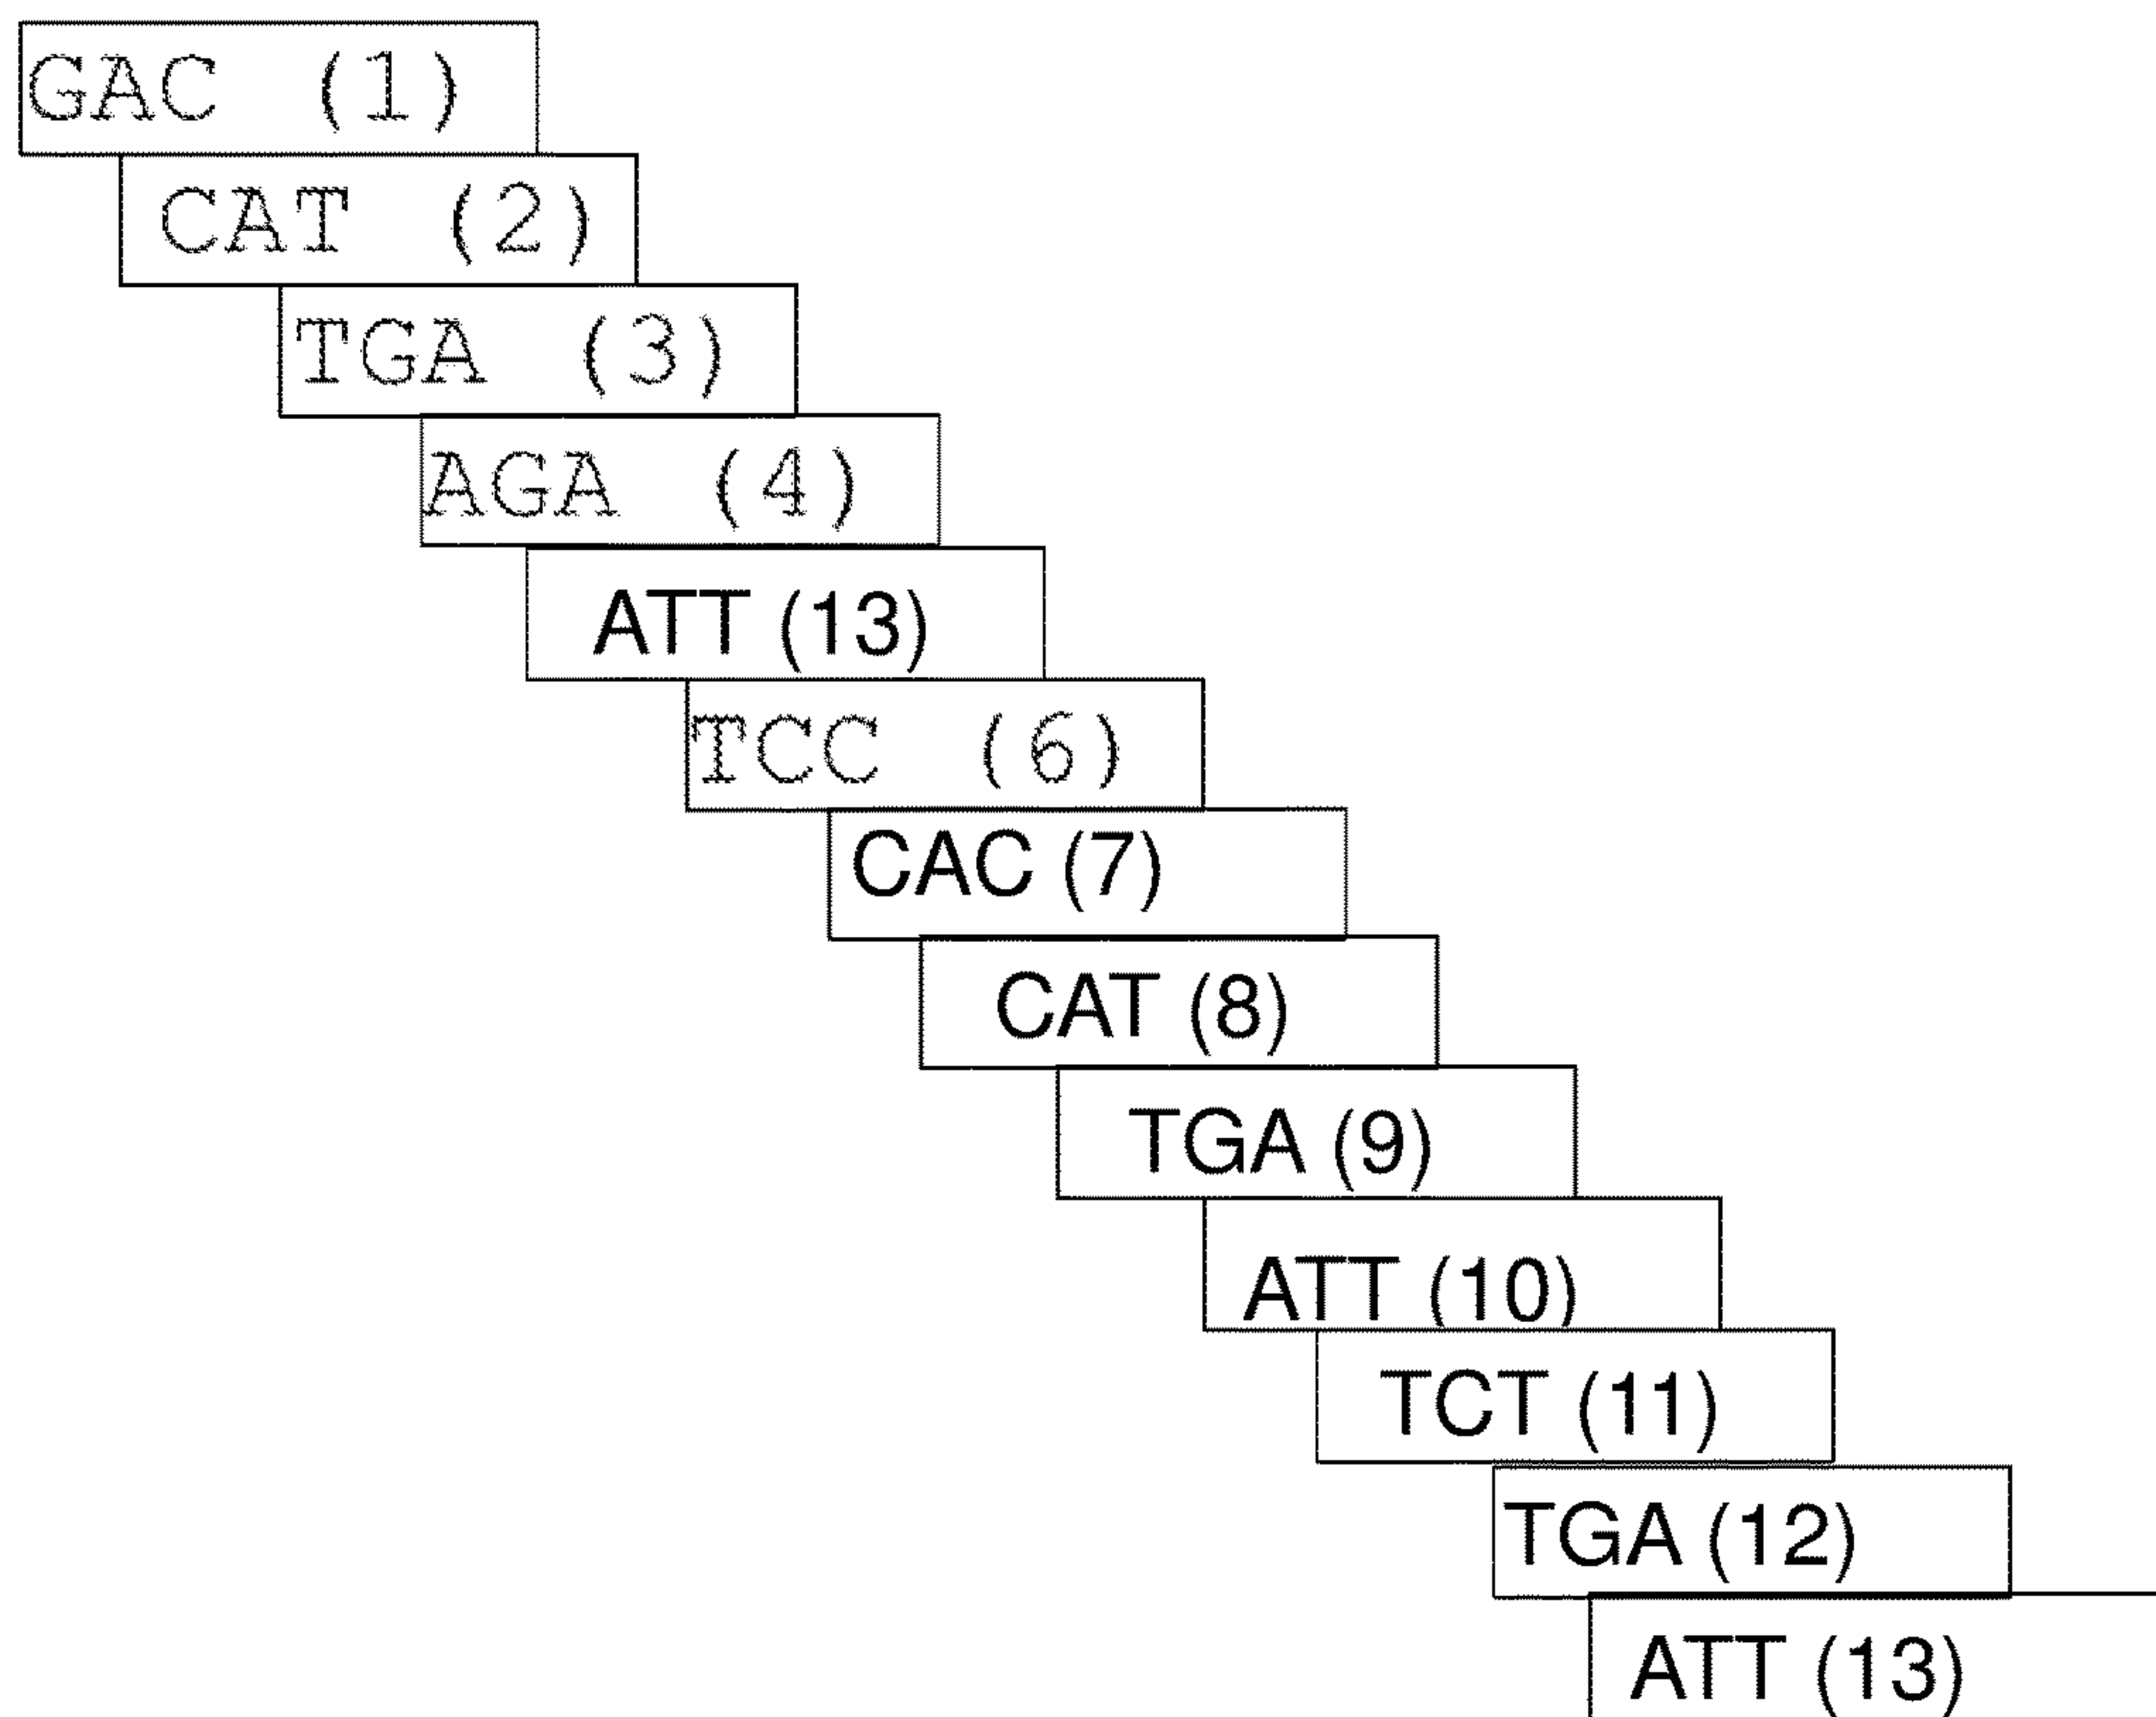 GAC (1)
CAT (2)
TGA (3)
AGA (4)
ATT (13)
TCC (6)
CAC (7)
CAT (8)
TGA (9)
ATT (10)
TCT (11)
TGA (12)
ATT (13)